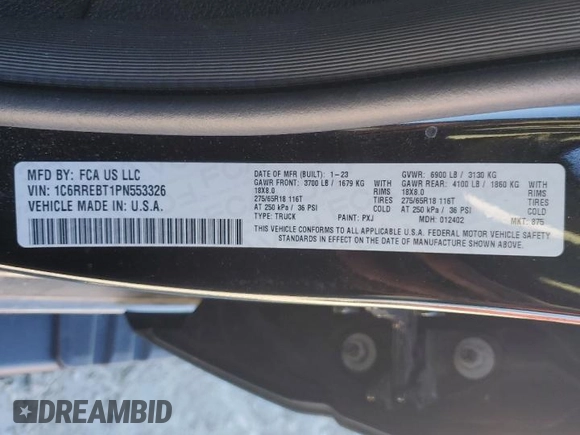 MFD BY: FCA US LLC
VIN: 1C6RREBT1PN553326
VEHICLE MADE IN: U.S.A.
DATE OF MFR (BUILT): 1-23
GAWR FRONT: 3700 LB / 1679 KG
18X8.0
275/65R18 116T
AT 250 kPa / 36 PSI
TYPE: TRUCK
RIM
TIRES
COLD
PAINT: PXJ
GVWR: 6900 LB / 3130 KG
GAWR REAR: 4100 LB / 1860 KG
18X8.0
275/65R18 116T
AT 250 kPa / 36 PSI
MDH: 012402
RIM
TIRES
COLD
MKT: 875
THIS VEHICLE CONFORMS TO ALL APPLICABLE U.S.A. FEDERAL MOTOR VEHICLE SAFETY
STANDARDS IN EFFECT ON THE DATE OF MANUFACTURE SHOWN ABOVE.
DREAMBID